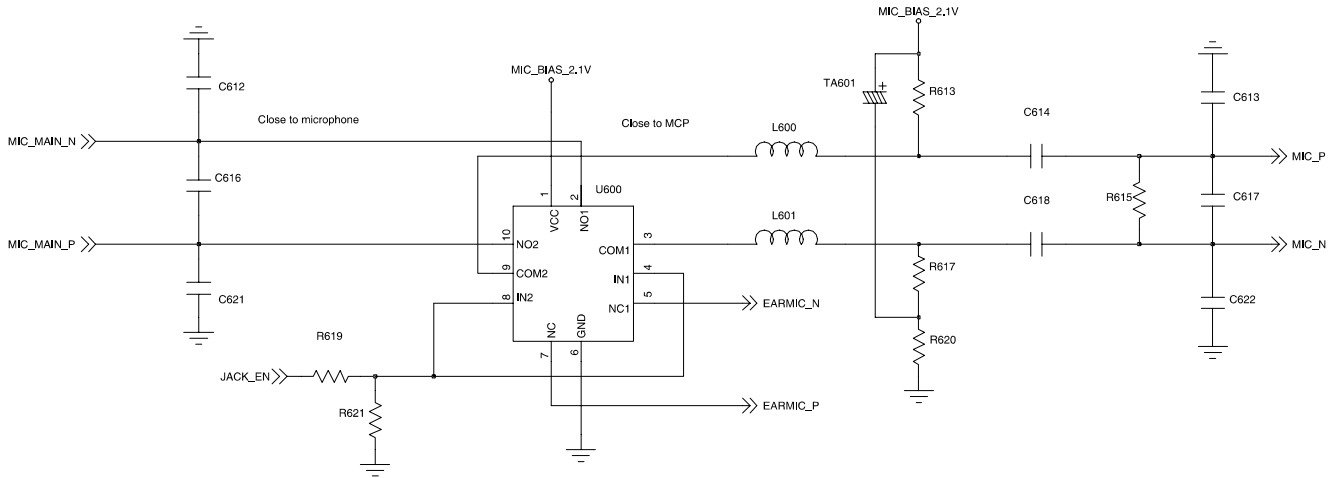 MIC_BIAS_2.1V
C612
MIC_BIAS_2.1V
TA601
+
R613
C613
Close to microphone
Close to MCP
C614
L600
MIC_MAIN_N
MIC_P
C616
1
2
U600
R615
C617
VCC
NO1
L601
C618
MIC_MAIN_P
10
NO2
COM1
3
MIC_N
9
COM2
IN1
4
R617
C621
8
IN2
NC1
5
EARMIC_N
C622
NC
GND
R619
7
6
R620
JACK_EN
R621
EARMIC_P